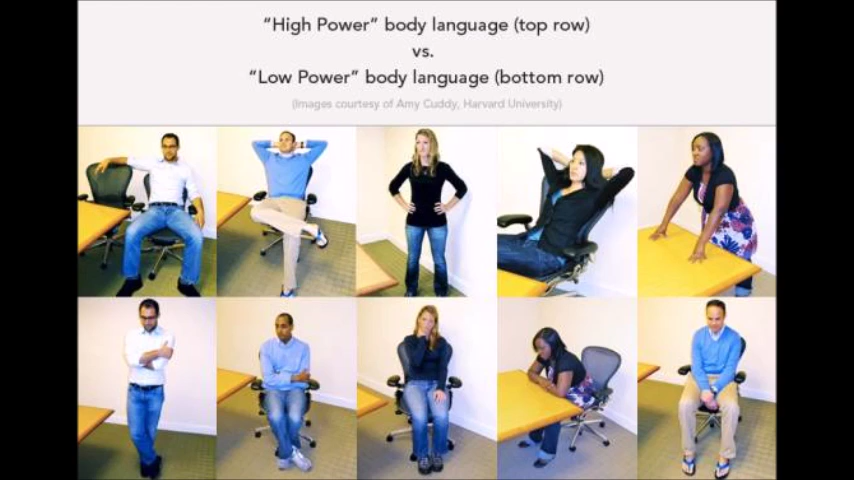 “High Power” body language (top row)
vs.
“Low Power” body language (bottom row)
(Images courtesy of Amy Cuddy, Harvard University)